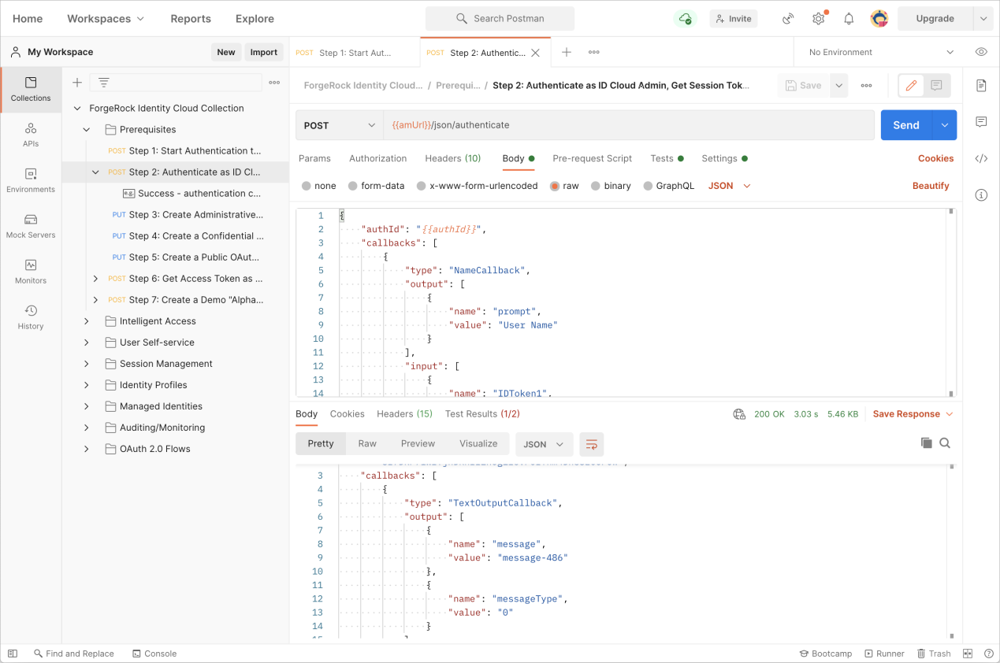 Home Workspaces Reports Explore Search Postman Invite Upgrade
My Workspace New Import POST Step 1: Start Aut... POST Step 2: Authentic... No Environment
Collections
APIs
Environments
Mock Servers
Monitors
History
ForgeRock Identity Cloud Collection
Prerequisites
POST Step 1: Start Authentication t...
POST Step 2: Authenticate as ID Cl...
e.g. Success - authentication c...
PUT Step 3: Create Administrative...
PUT Step 4: Create a Confidential ...
PUT Step 5: Create a Public OAut...
POST Step 6: Get Access Token as ...
POST Step 7: Create a Demo "Alpha...
Intelligent Access
User Self-service
Session Management
Identity Profiles
Managed Identities
Auditing/Monitoring
OAuth 2.0 Flows
ForgeRock Identity Cloud... / Prerequi... / Step 2: Authenticate as ID Cloud Admin, Get Session Tok... Save
POST {{amUrl}}/json/authenticate Send
Params Authorization Headers (10) Body Pre-request Script Tests Settings Cookies
none form-data x-www-form-urlencoded raw binary GraphQL JSON Beautify
1 {
2 "authId": "{{authId}}",
3 "callbacks": [
4 {
5 "type": "NameCallback",
6 "output": [
7 {
8 "name": "prompt",
9 "value": "User Name"
10 }
11 ],
12 "input": [
13 {
14 "name": "IDToken1",
Body Cookies Headers (15) Test Results (1/2) 200 OK 3.03 s 5.46 KB Save Response
Pretty Raw Preview Visualize JSON
3 "callbacks": [
4 {
5 "type": "TextOutputCallback",
6 "output": [
7 {
8 "name": "message",
9 "value": "message-486"
10 },
11 {
12 "name": "messageType",
13 "value": "0"
14 }
Find and Replace Console Bootcamp Runner Trash